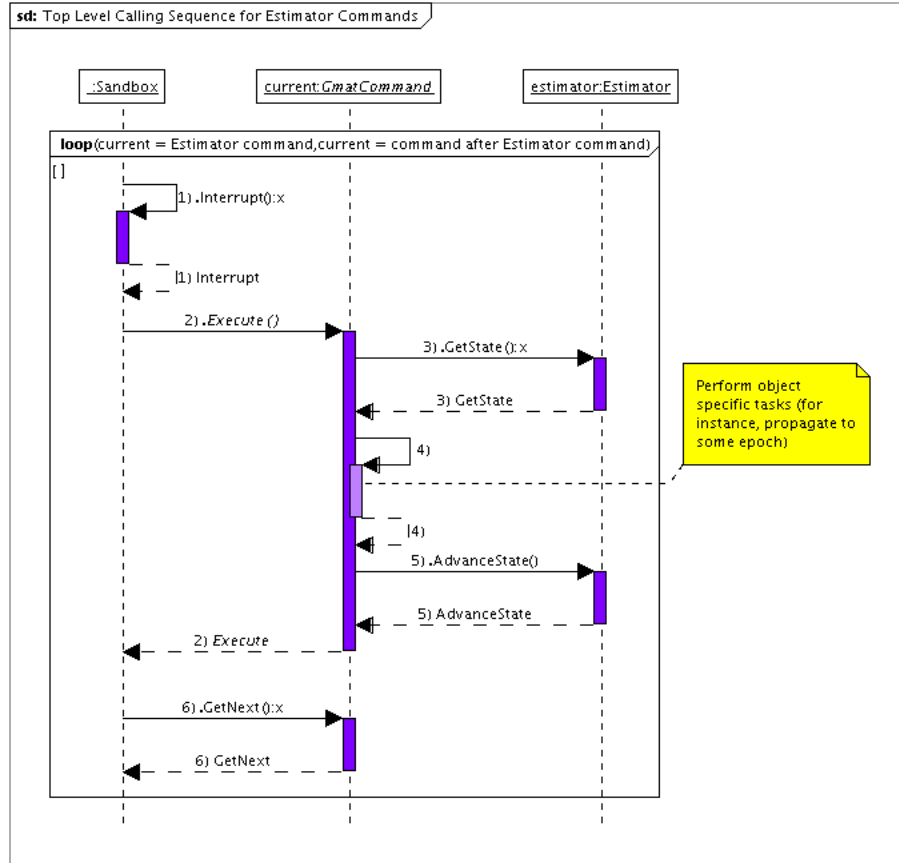 sd: Top Level Calling Sequence for Estimator Commands
_:Sandbox
current:GmatCommand
estimator:Estimator
loop(current = Estimator command,current = command after Estimator command)
[ ]
1) .Interrupt():x
1) Interrupt
2) .Execute ()
3) .GetState():x
3) GetState
Perform object
specific tasks (for
instance, propagate to
some epoch)
4)
4)
5) .AdvanceState()
5) AdvanceState
2) Execute
6) .GetNext():x
6) GetNext